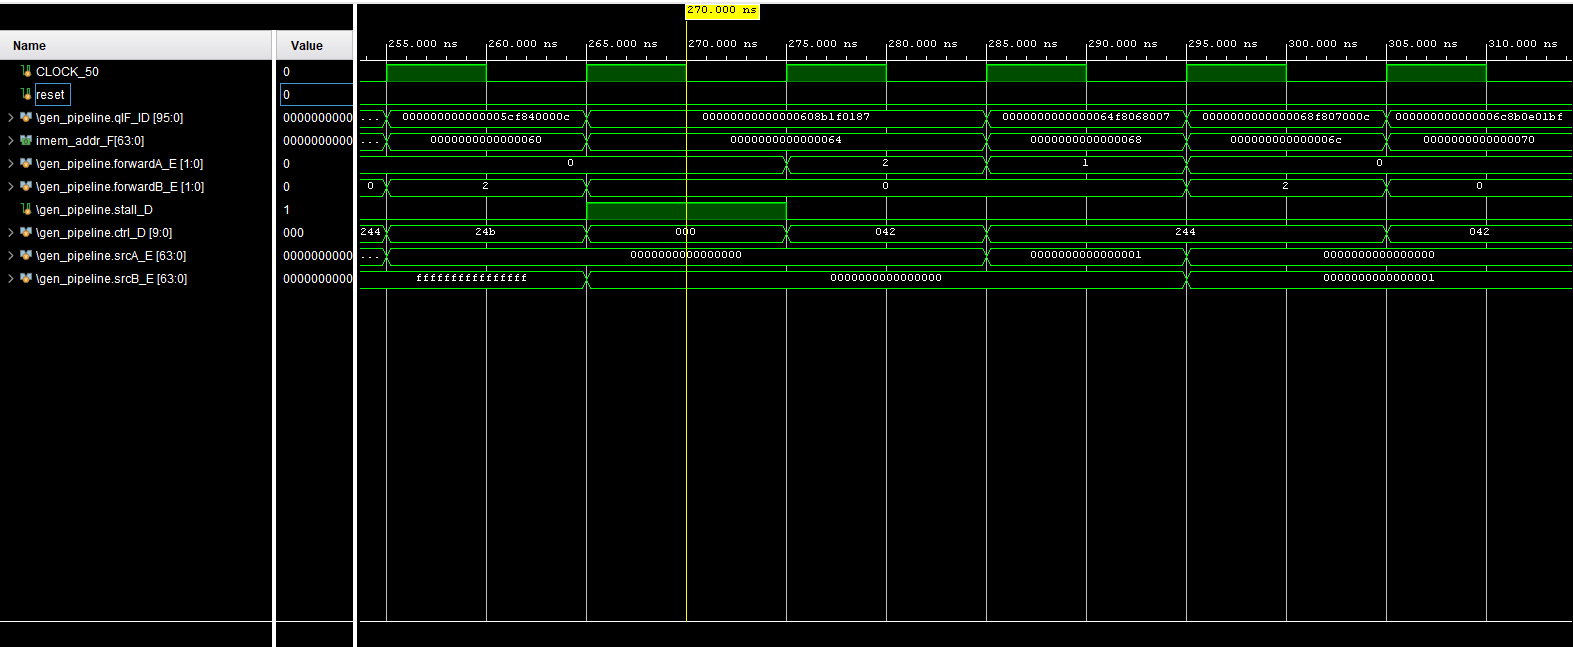 270.000 ns
Name Value 255.000 ns 260.000 ns 265.000 ns 270.000 ns 275.000 ns 280.000 ns 285.000 ns 290.000 ns 295.000 ns 300.000 ns 305.000 ns 310.000 ns
CLOCK_50 0
reset 0
\gen_pipeline.qIF_ID [95:0] 0000000000 ... 000000000000005cf840000c 00000000000000608b1f0187 0000000000000064f8068007 0000000000000068f807000c 000000000000006c8b0e01bf
imem_addr_F[63:0] 0000000000 ... 0000000000000060 0000000000000064 0000000000000068 000000000000006c 0000000000000070
\gen_pipeline.forwardA_E [1:0] 0 0 2 1 0
\gen_pipeline.forwardB_E [1:0] 0 0 2 0 2 0
\gen_pipeline.stall_D 1
\gen_pipeline.ctrl_D [9:0] 000 244 24b 000 042 244 042
\gen_pipeline.srcA_E [63:0] 0000000000 ... 0000000000000000 0000000000000001 0000000000000000
\gen_pipeline.srcB_E [63:0] 0000000000 ffffffffffffffff 0000000000000000 0000000000000001